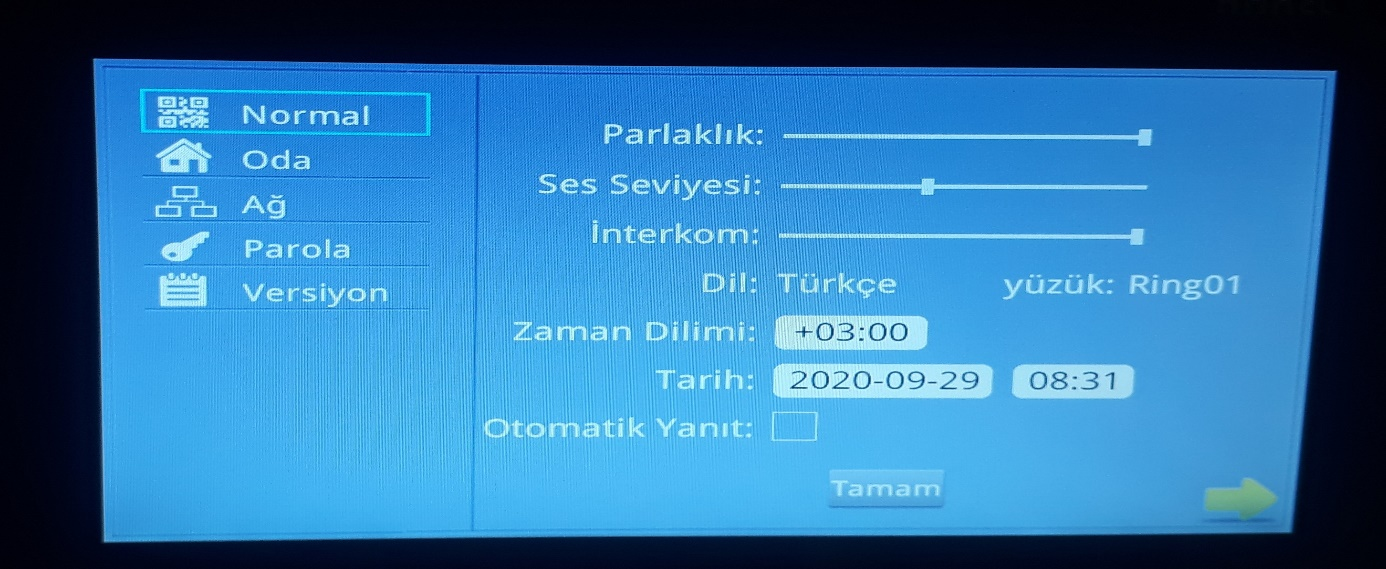 Normal
Oda
Ağ
Parola
Versiyon
Parlaklık:
Ses Seviyesi:
İnterkom:
Dil: Türkçe yüzük: Ring01
Zaman Dilimi: +03:00
Tarih: 2020-09-29 08:31
Otomatik Yanıt:
Tamam